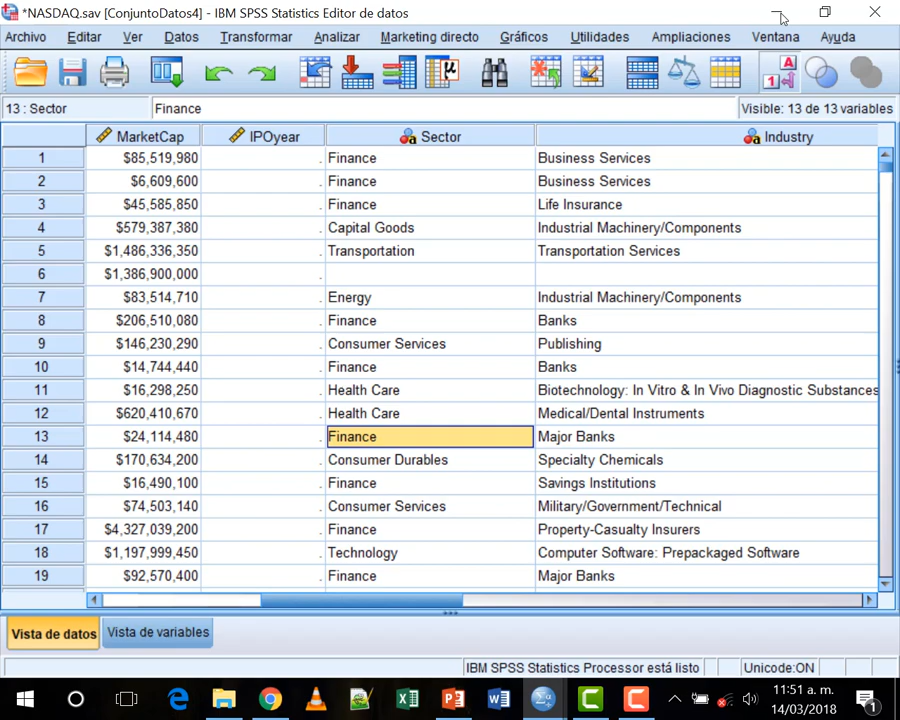 *NASDAQ.sav [ConjuntoDatos4] - IBM SPSS Statistics Editor de datos
Archivo Editar Ver Datos Transformar Analizar Marketing directo Gráficos Utilidades Ampliaciones Ventana Ayuda
13 : Sector Finance Visible: 13 de 13 variables
MarketCap IPOyear Sector Industry
1 $85,519,980 . Finance Business Services
2 $6,609,600 . Finance Business Services
3 $45,585,850 . Finance Life Insurance
4 $579,387,380 . Capital Goods Industrial Machinery/Components
5 $1,486,336,350 . Transportation Transportation Services
6 $1,386,900,000 .
7 $83,514,710 . Energy Industrial Machinery/Components
8 $206,510,080 . Finance Banks
9 $146,230,290 . Consumer Services Publishing
10 $14,744,440 . Finance Banks
11 $16,298,250 . Health Care Biotechnology: In Vitro & In Vivo Diagnostic Substances
12 $620,410,670 . Health Care Medical/Dental Instruments
13 $24,114,480 . Finance Major Banks
14 $170,634,200 . Consumer Durables Specialty Chemicals
15 $16,490,100 . Finance Savings Institutions
16 $74,503,140 . Consumer Services Military/Government/Technical
17 $4,327,039,200 . Finance Property-Casualty Insurers
18 $1,197,999,450 . Technology Computer Software: Prepackaged Software
19 $92,570,400 . Finance Major Banks
Vista de datos Vista de variables
IBM SPSS Statistics Processor está listo Unicode:ON
11:51 a. m.
14/03/2018
1